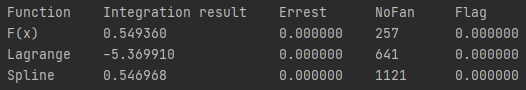 Function Integration result Errest NoFan Flag
F(x) 0.549360 0.000000 257 0.000000
Lagrange -5.369910 0.000000 641 0.000000
Spline 0.546968 0.000000 1121 0.000000